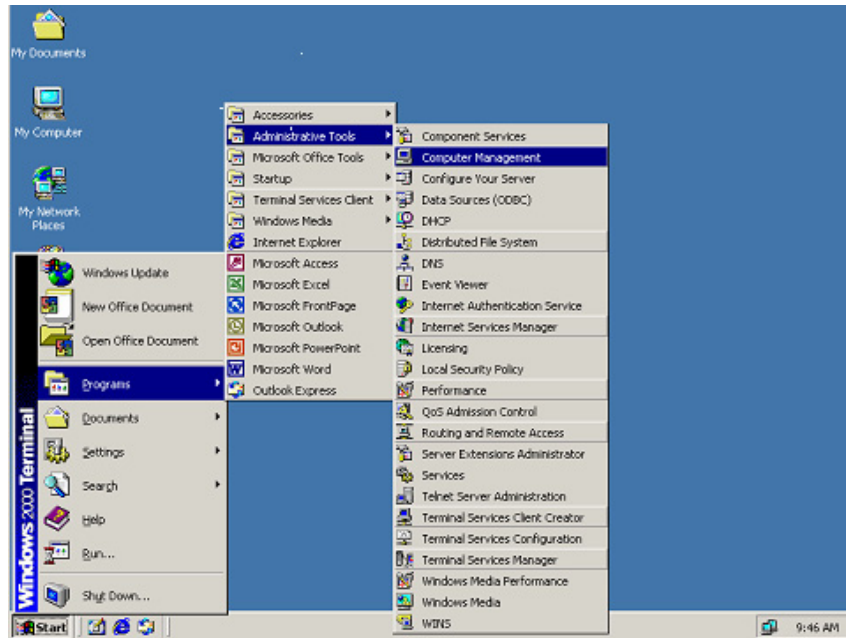 My Documents
My Computer
My Network
Places
Accessories
Administrative Tools
Microsoft Office Tools
Startup
Terminal Services Client
Windows Media
Internet Explorer
Microsoft Access
Microsoft Excel
Microsoft FrontPage
Microsoft Outlook
Microsoft PowerPoint
Microsoft Word
Outlook Express
Component Services
Computer Management
Configure Your Server
Data Sources (ODBC)
DHCP
Distributed File System
DNS
Event Viewer
Internet Authentication Service
Internet Services Manager
Licensing
Local Security Policy
Performance
QoS Admission Control
Routing and Remote Access
Server Extensions Administrator
Services
Telnet Server Administration
Terminal Services Client Creator
Terminal Services Configuration
Terminal Services Manager
Windows Media Performance
Windows Media
WINS
Windows Update
New Office Document
Open Office Document
Programs
Documents
Settings
Search
Help
Run...
Shut Down...
Windows 2000 Terminal
Start
9:46 AM